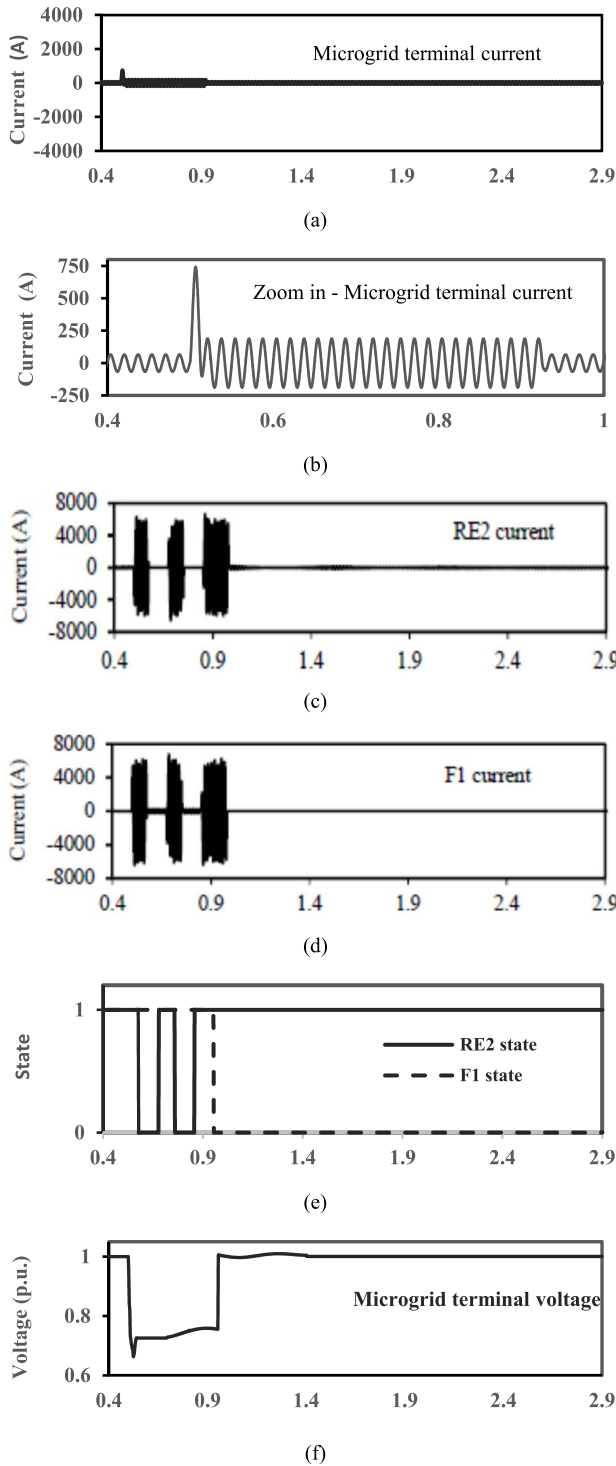 4000
2000
0
-2000
-4000
Current (A)
Microgrid terminal current
0.4 0.9 1.4 1.9 2.4 2.9
(a)
750
500
250
0
-250
Current (A)
Zoom in - Microgrid terminal current
0.4 0.6 0.8 1
(b)
8000
4000
0
-4000
-8000
Current (A)
RE2 current
0.4 0.9 1.4 1.9 2.4 2.9
(c)
8000
4000
0
-4000
-8000
Current (A)
F1 current
0.4 0.9 1.4 1.9 2.4 2.9
(d)
1
0
State
RE2 state
F1 state
0.4 0.9 1.4 1.9 2.4 2.9
(e)
1
0.8
0.6
Voltage (p.u.)
Microgrid terminal voltage
0.4 0.9 1.4 1.9 2.4 2.9
(f)